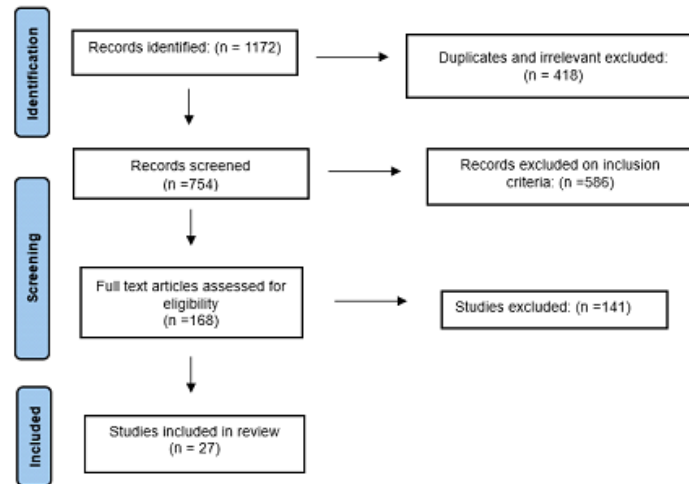 Identification
Records identified: (n = 1172)
Duplicates and irrelevant excluded:
(n = 418)
Screening
Records screened
(n =754)
Records excluded on inclusion
criteria: (n =586)
Full text articles assessed for
eligibility
(n =168)
Studies excluded: (n =141)
Included
Studies included in review
(n = 27)